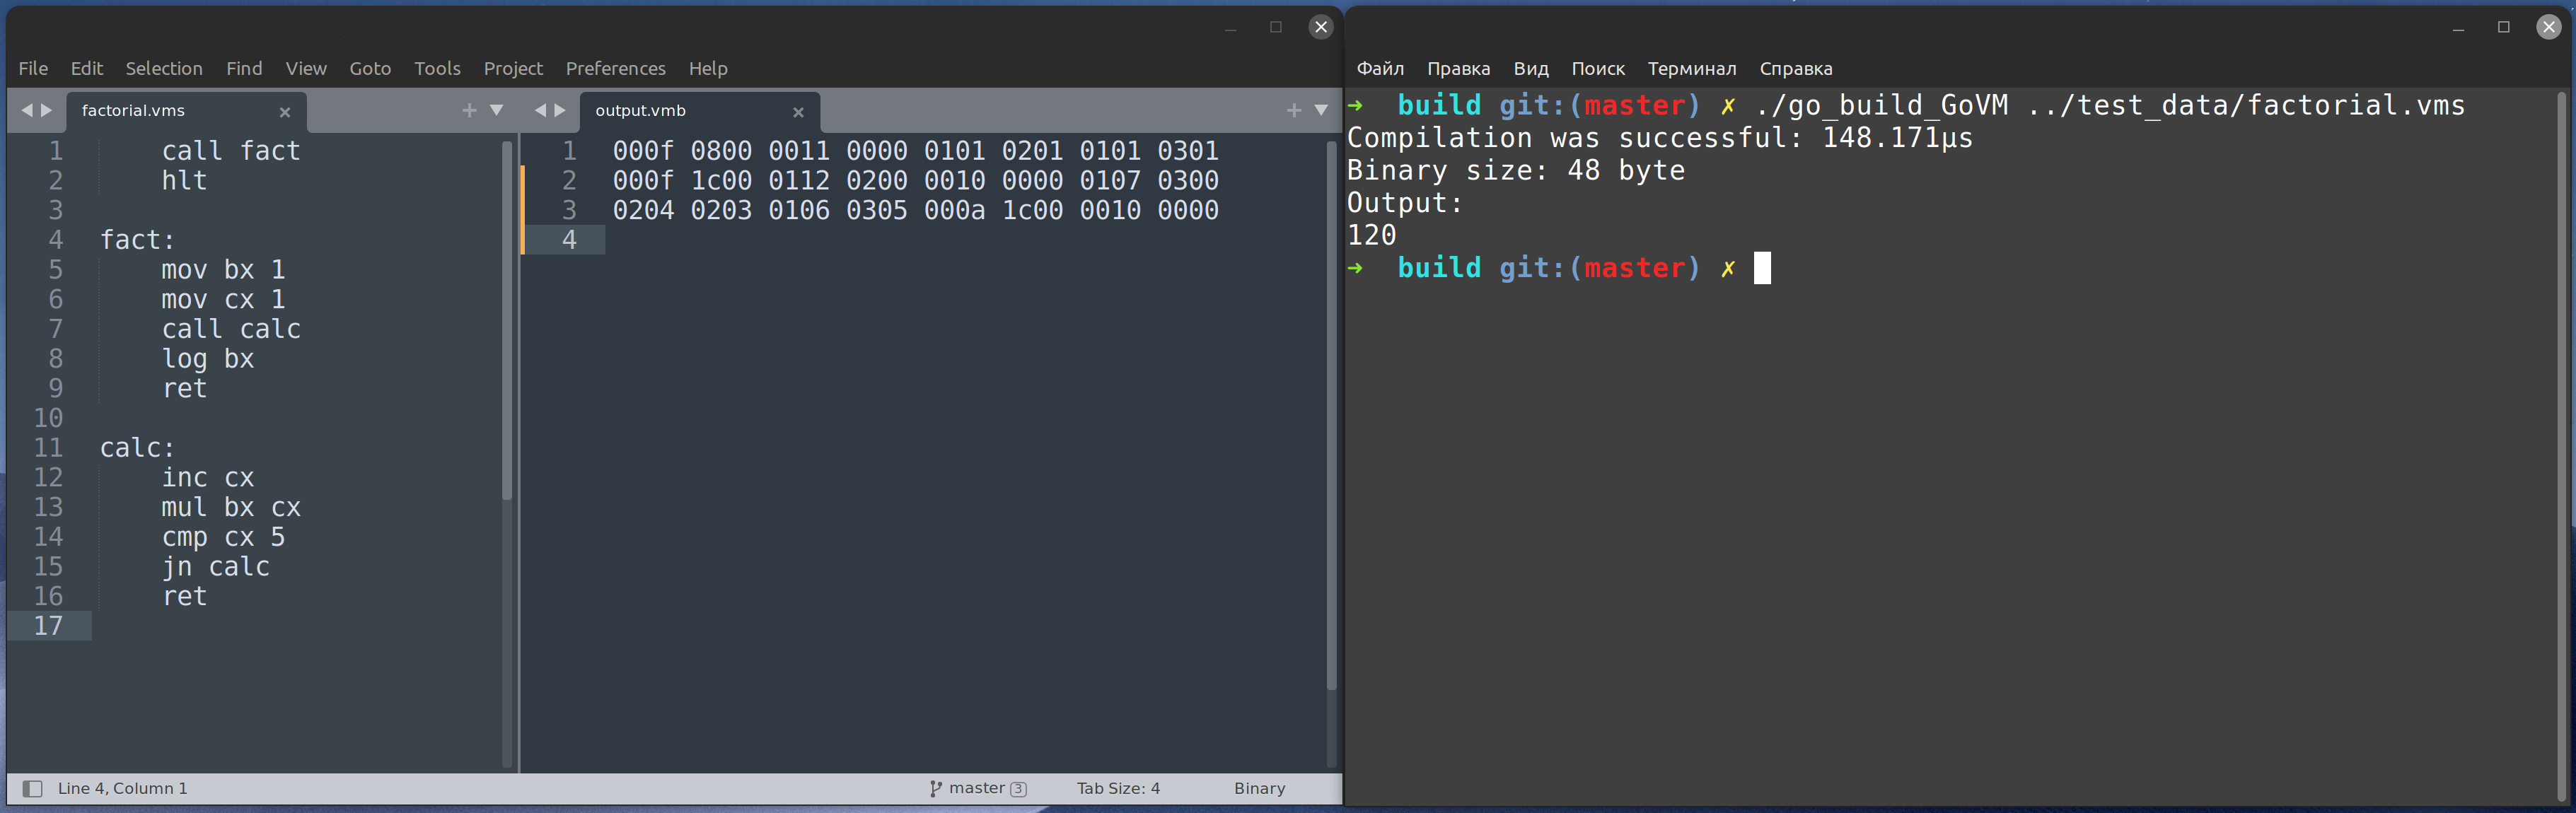 File Edit Selection Find View Goto Tools Project Preferences Help
factorial.vms
1 call fact
2 hlt
3
4 fact:
5 mov bx 1
6 mov cx 1
7 call calc
8 log bx
9 ret
10
11 calc:
12 inc cx
13 mul bx cx
14 cmp cx 5
15 jn calc
16 ret
17
output.vmb
1 000f 0800 0011 0000 0101 0201 0101 0301
2 000f 1c00 0112 0200 0010 0000 0107 0300
3 0204 0203 0106 0305 000a 1c00 0010 0000
4
Line 4, Column 1 master 3 Tab Size: 4 Binary
Файл Правка Вид Поиск Терминал Справка
➜ build git:(master) ✗ ./go_build_GoVM ../test_data/factorial.vms
Compilation was successful: 148.171µs
Binary size: 48 byte
Output:
120
➜ build git:(master) ✗